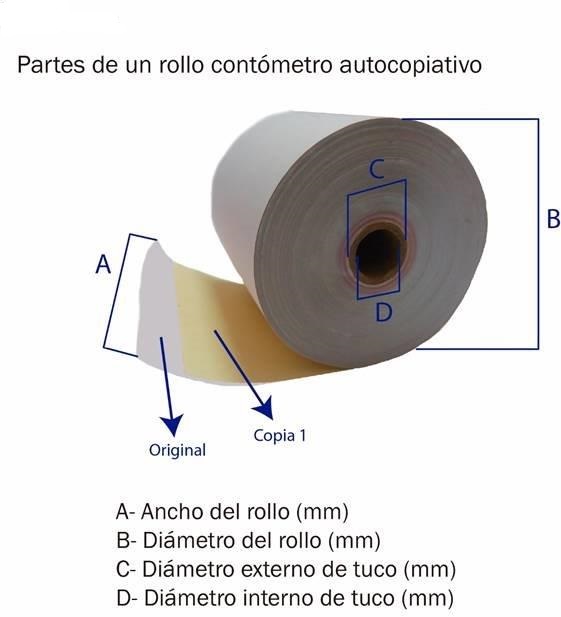 Partes de un rollo contómetro autocopiativo
C
B
A
D
Copia 1
Original
A- Ancho del rollo (mm)
B- Diámetro del rollo (mm)
C- Diámetro externo de tuco (mm)
D- Diámetro interno de tuco (mm)